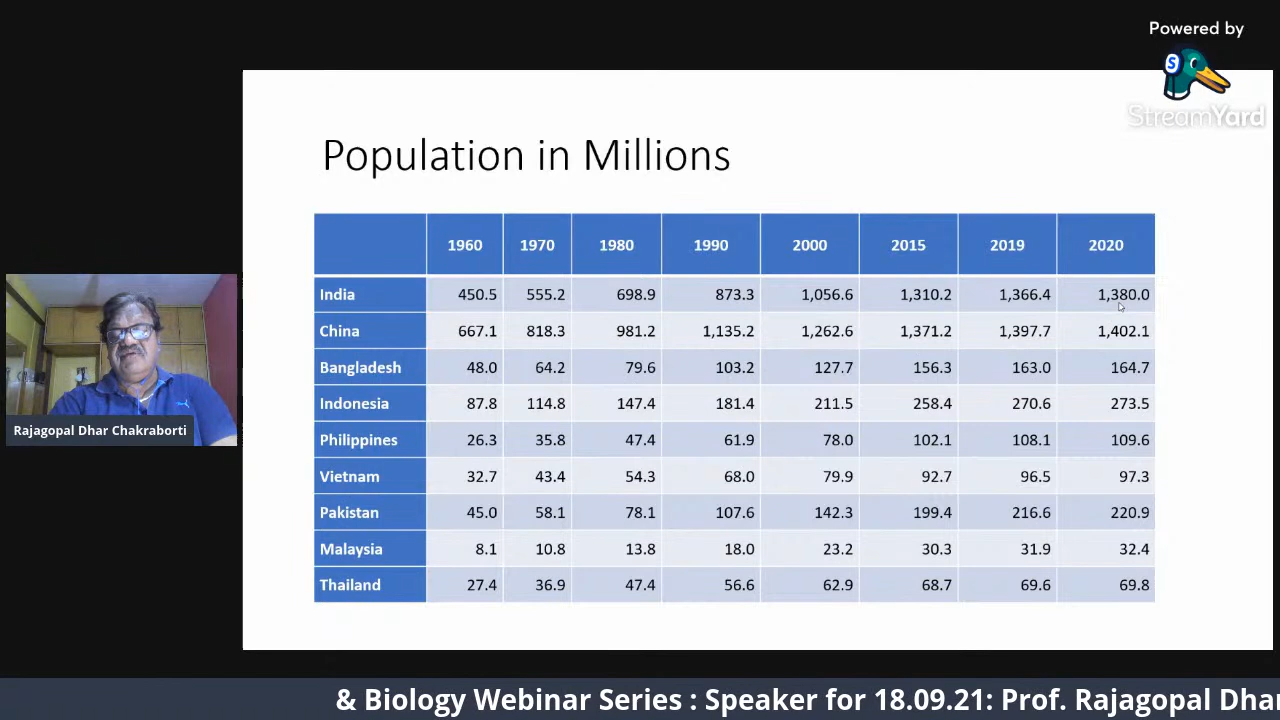 Powered by
StreamYard
Population in Millions
1960 1970 1980 1990 2000 2015 2019 2020
India 450.5 555.2 698.9 873.3 1,056.6 1,310.2 1,366.4 1,380.0
China 667.1 818.3 981.2 1,135.2 1,262.6 1,371.2 1,397.7 1,402.1
Bangladesh 48.0 64.2 79.6 103.2 127.7 156.3 163.0 164.7
Indonesia 87.8 114.8 147.4 181.4 211.5 258.4 270.6 273.5
Philippines 26.3 35.8 47.4 61.9 78.0 102.1 108.1 109.6
Vietnam 32.7 43.4 54.3 68.0 79.9 92.7 96.5 97.3
Pakistan 45.0 58.1 78.1 107.6 142.3 199.4 216.6 220.9
Malaysia 8.1 10.8 13.8 18.0 23.2 30.3 31.9 32.4
Thailand 27.4 36.9 47.4 56.6 62.9 68.7 69.6 69.8
Rajagopal Dhar Chakraborti
& Biology Webinar Series : Speaker for 18.09.21: Prof. Rajagopal Dha